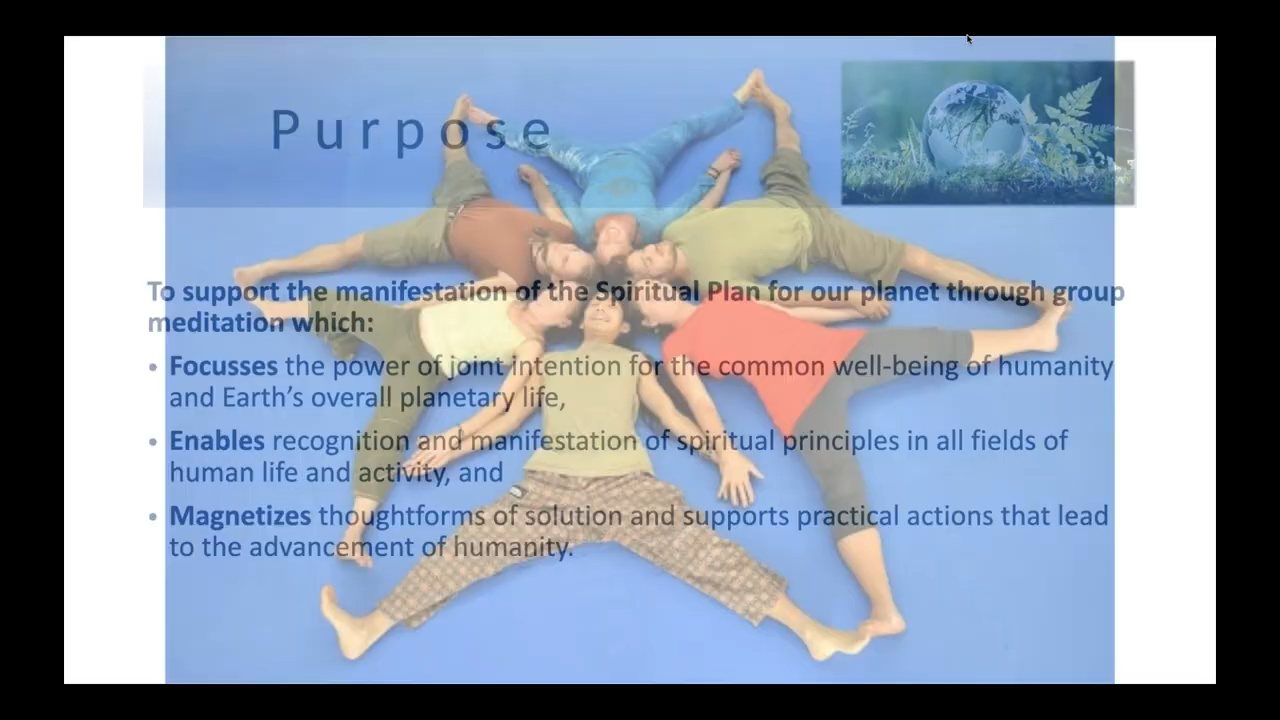 Purpose
To support the manifestation of the Spiritual Plan for our planet through group
meditation which:
• Focusses the power of joint intention for the common well-being of humanity
and Earth’s overall planetary life,
• Enables recognition and manifestation of spiritual principles in all fields of
human life and activity, and
• Magnetizes thoughtforms of solution and supports practical actions that lead
to the advancement of humanity.